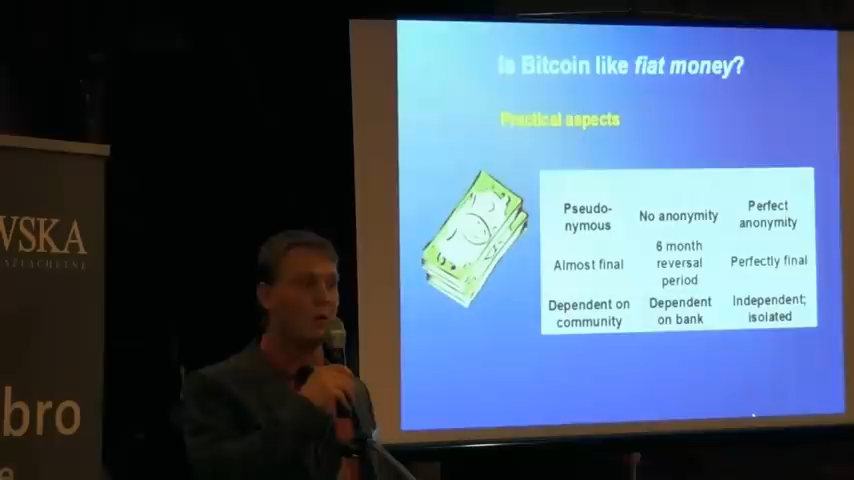 Is Bitcoin like fiat money?
Practical aspects
Pseudo-
nymous
No anonymity
Perfect
anonymity
Almost final
6 month
reversal
period
Perfectly final
Dependent on
community
Dependent
on bank
Independent;
isolated
WSKA
bro
e